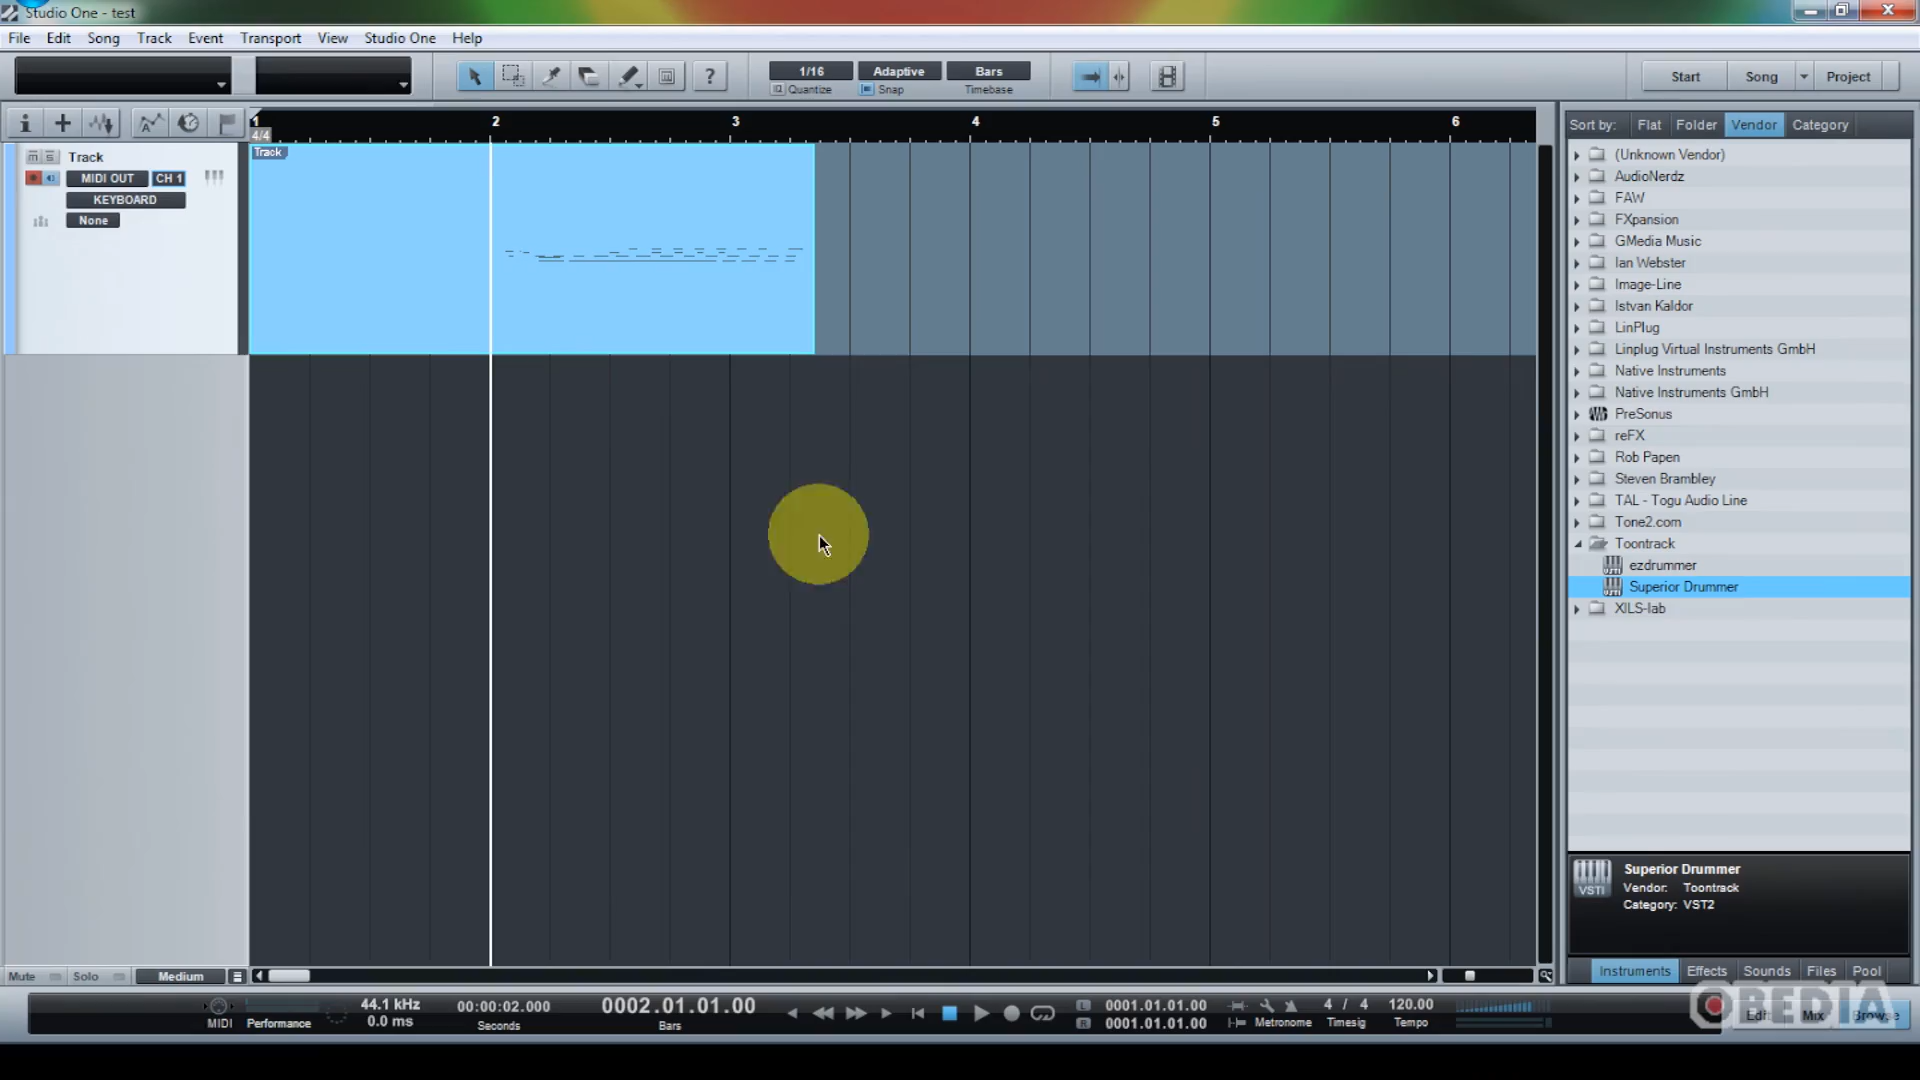 Studio One - test
File Edit Song Track Event Transport View Studio One Help
1/16 Adaptive Bars
Quantize Snap Timebase
? Start Song Project
1 2 3 4 5 6
4/4
Sort by: Flat Folder Vendor Category
M S Track
Track
MIDI OUT CH 1
KEYBOARD
None
(Unknown Vendor)
AudioNerdz
FAW
FXpansion
GMedia Music
Ian Webster
Image-Line
Istvan Kaldor
LinPlug
Linplug Virtual Instruments GmbH
Native Instruments
Native Instruments GmbH
PreSonus
reFX
Rob Papen
Steven Brambley
TAL - Togu Audio Line
Tone2.com
Toontrack
ezdrummer
Superior Drummer
XILS-lab
Superior Drummer
VSTi
Vendor: Toontrack
Category: VST2
Mute Solo Medium
Instruments Effects Sounds Files Pool
MIDI Performance
44.1 kHz
0.0 ms
00:00:02.000
Seconds
0002.01.01.00
Bars
L 0001.01.01.00
R 0001.01.01.00
Metronome
4 / 4
Timesig
120.00
Tempo
OBEDIA
Edit Mix Browse